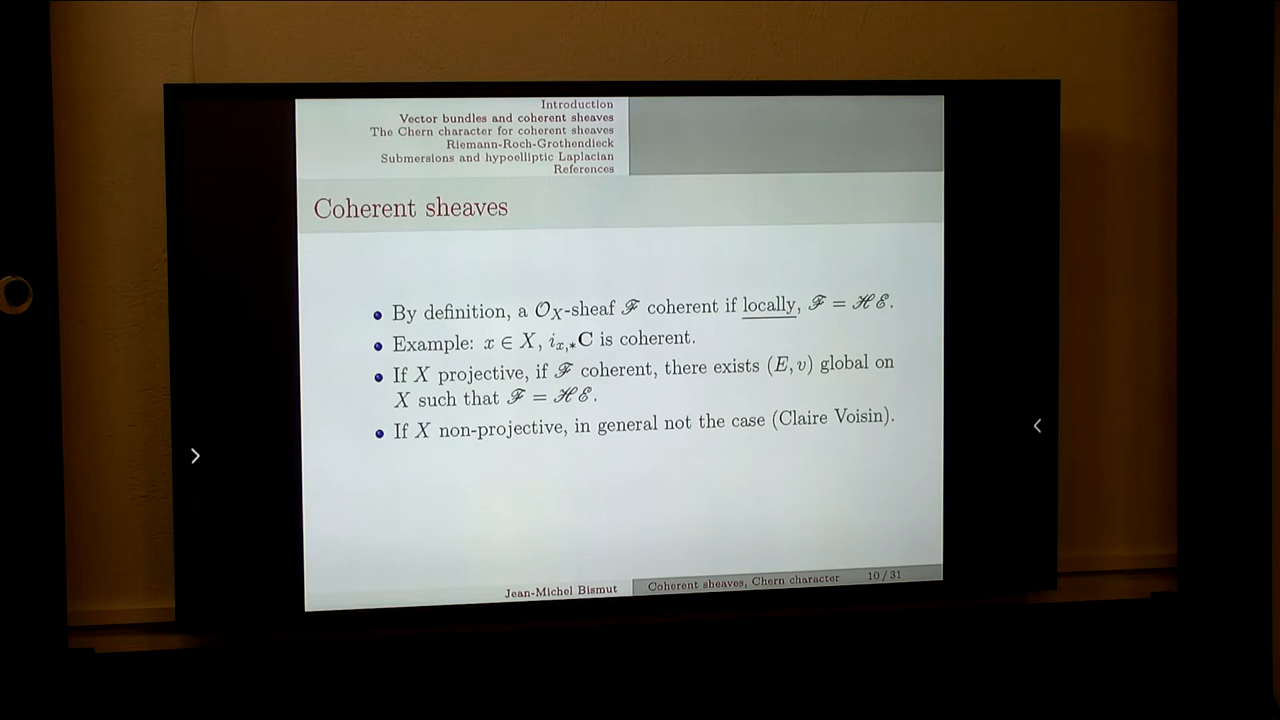 Introduction
Vector bundles and coherent sheaves
The Chern character for coherent sheaves
Riemann-Roch-Grothendieck
Submersions and hypoelliptic Laplacian
References
Coherent sheaves
• By definition, a 𝒪_X-sheaf ℱ coherent if locally, ℱ = ℋℰ.
• Example: x ∈ X, i_{x,*}C is coherent.
• If X projective, if ℱ coherent, there exists (E, v) global on
X such that ℱ = ℋℰ.
• If X non-projective, in general not the case (Claire Voisin).
Jean-Michel Bismut
Coherent sheaves, Chern character
10 / 31